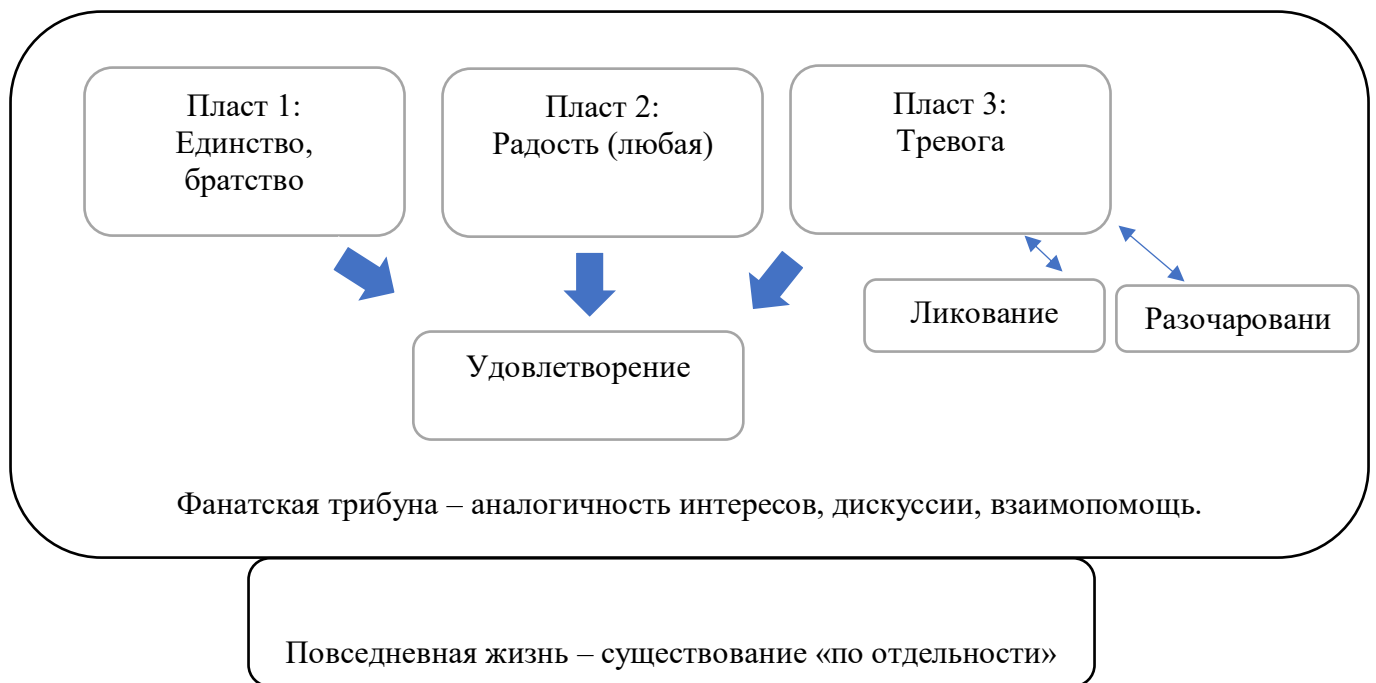 Пласт 1:
Единство,
братство
Пласт 2:
Радость (любая)
Пласт 3:
Тревога
Ликование
Разочаровани
Удовлетворение
Фанатская трибуна – аналогичность интересов, дискуссии, взаимопомощь.
Повседневная жизнь – существование «по отдельности»